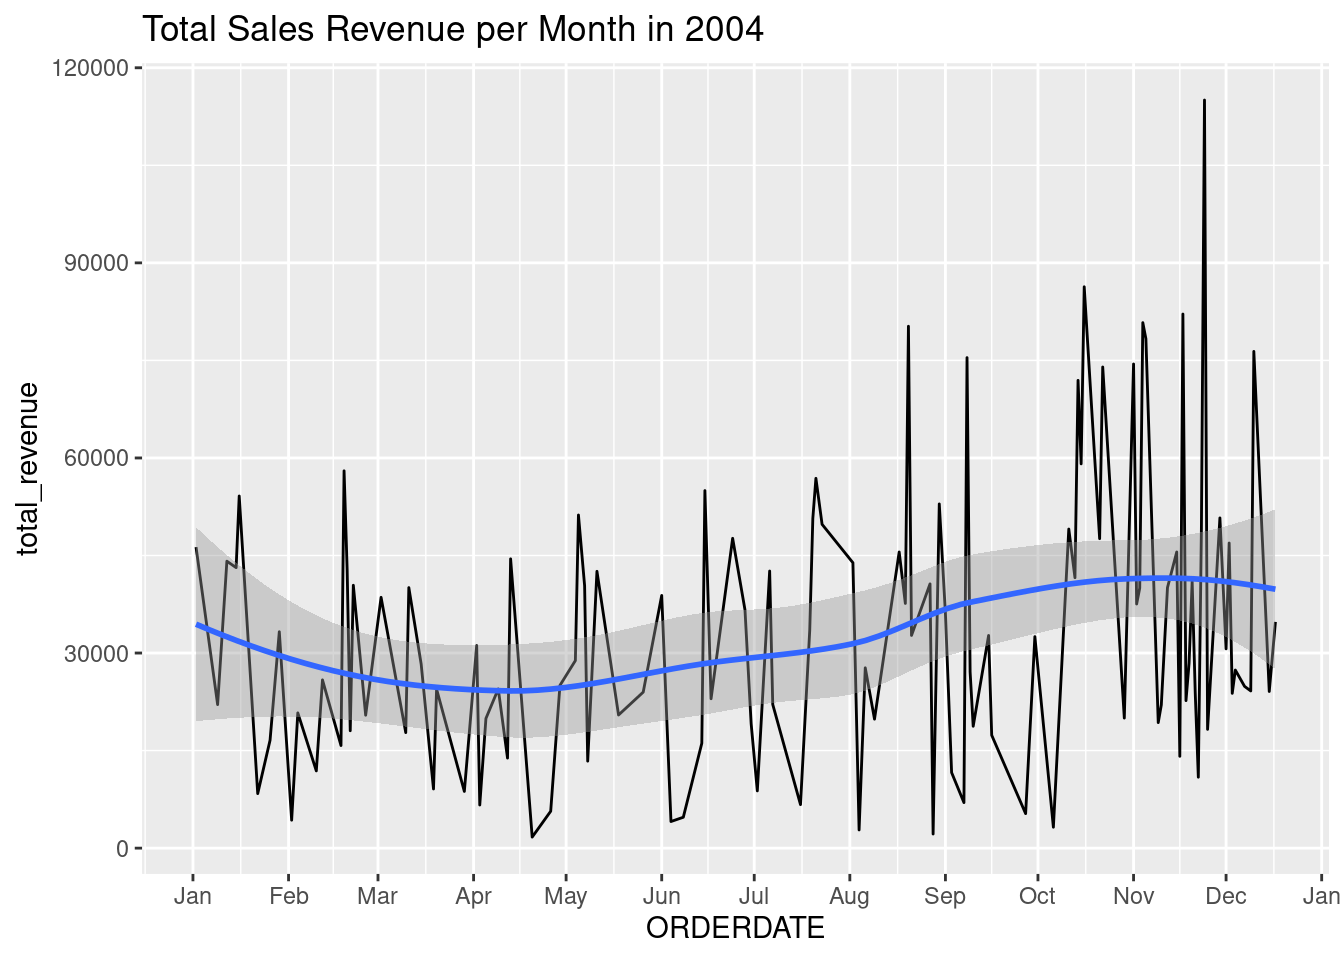 Total Sales Revenue per Month in 2004
120000
90000
60000
30000
0
total_revenue
Jan Feb Mar Apr May Jun Jul Aug Sep Oct Nov Dec Jan
ORDERDATE